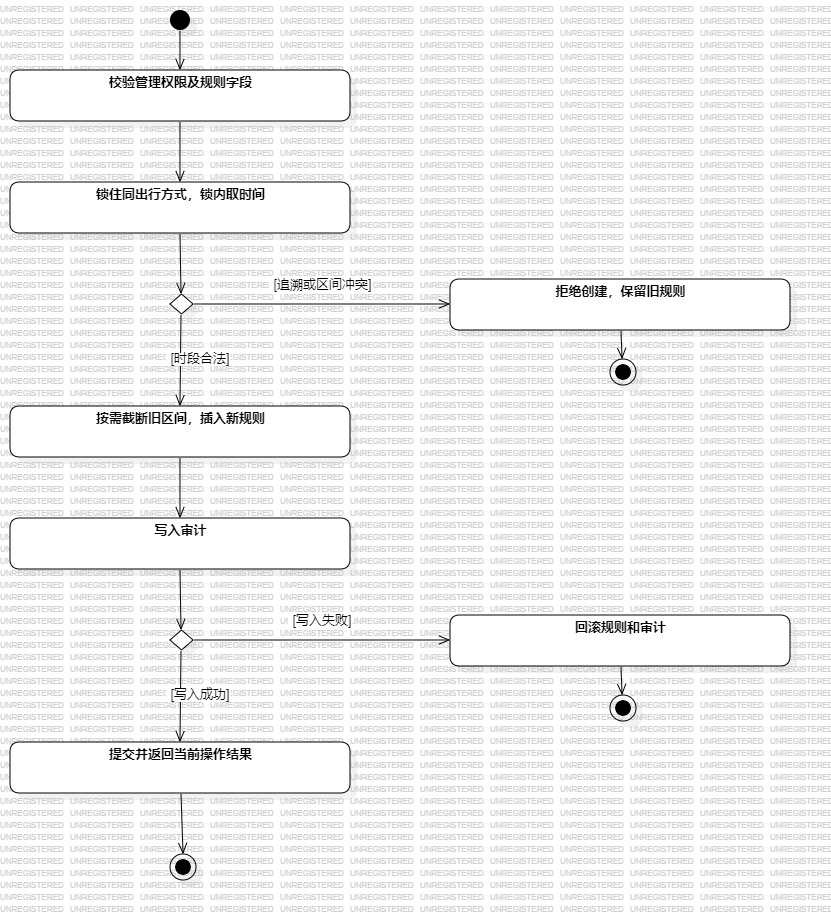 校验管理权限及规则字段
锁住同出行方式，锁内取时间
[追溯或区间冲突]
拒绝创建，保留旧规则
[时段合法]
按需截断旧区间，插入新规则
写入审计
[写入失败]
回滚规则和审计
[写入成功]
提交并返回当前操作结果
UNREGISTERED